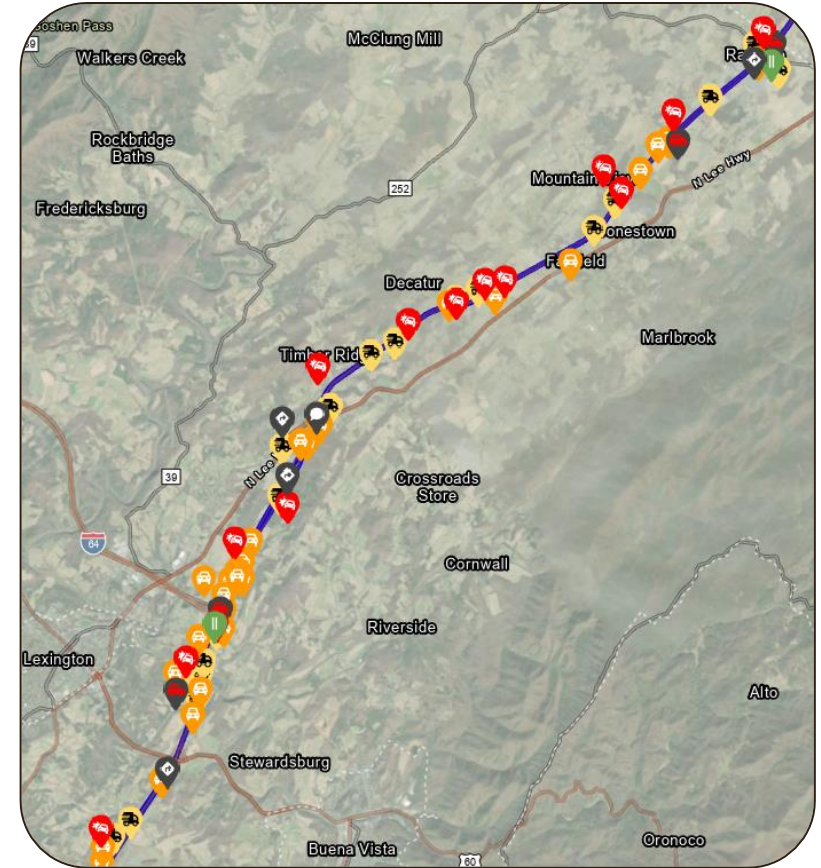 Goshen Pass
39
McClung Mill
Walkers Creek
Rockbridge
Baths
252
Mountain
N Lee Hwy
Fredericksburg
onestown
Decatur
Marlbrook
Timber Rid
N Lee
39
Crossroads
Store
64
Cornwall
Riverside
Lexington
Alto
Stewardsburg
Buena Vista
60
Oronoco